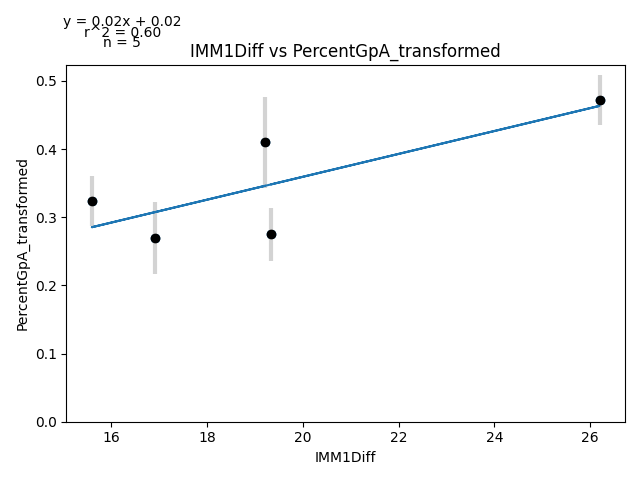 y = 0.02x + 0.02
r^2 = 0.60
n = 5
IMM1Diff vs PercentGpA_transformed
0.5
0.4
0.3
0.2
0.1
0.0
PercentGpA_transformed
16 18 20 22 24 26
IMM1Diff